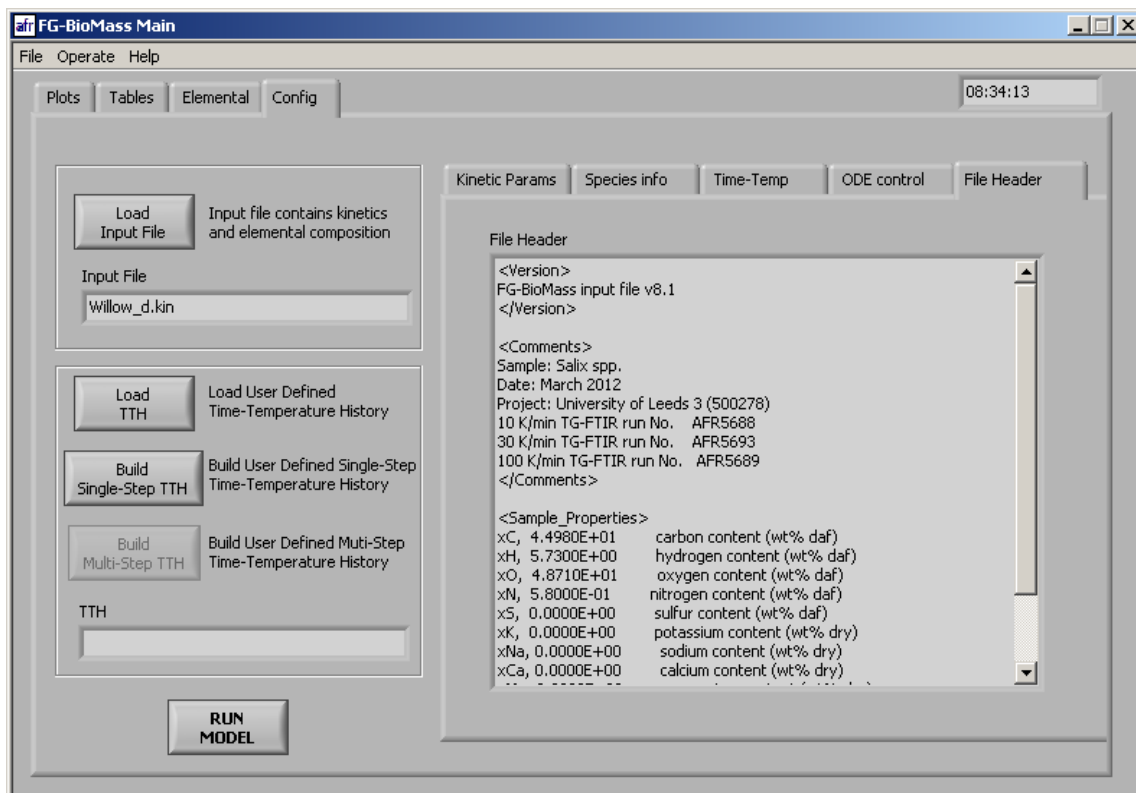 afr FG-BioMass Main
File Operate Help
Plots Tables Elemental Config
08:34:13
Load
Input File
Input file contains kinetics
and elemental composition
Input File
Willow_d.kin
Load
TTH
Load User Defined
Time-Temperature History
Build
Single-Step TTH
Build User Defined Single-Step
Time-Temperature History
Build
Multi-Step TTH
Build User Defined Muti-Step
Time-Temperature History
TTH
RUN
MODEL
Kinetic Params Species info Time-Temp ODE control File Header
File Header
<Version>
FG-BioMass input file v8.1
</Version>
<Comments>
Sample: Salix spp.
Date: March 2012
Project: University of Leeds 3 (500278)
10 K/min TG-FTIR run No. AFR5688
30 K/min TG-FTIR run No. AFR5693
100 K/min TG-FTIR run No. AFR5689
</Comments>
<Sample_Properties>
xC, 4.4980E+01 carbon content (wt% daf)
xH, 5.7300E+00 hydrogen content (wt% daf)
xO, 4.8710E+01 oxygen content (wt% daf)
xN, 5.8000E-01 nitrogen content (wt% daf)
xS, 0.0000E+00 sulfur content (wt% daf)
xK, 0.0000E+00 potassium content (wt% dry)
xNa, 0.0000E+00 sodium content (wt% dry)
xCa, 0.0000E+00 calcium content (wt% dry)